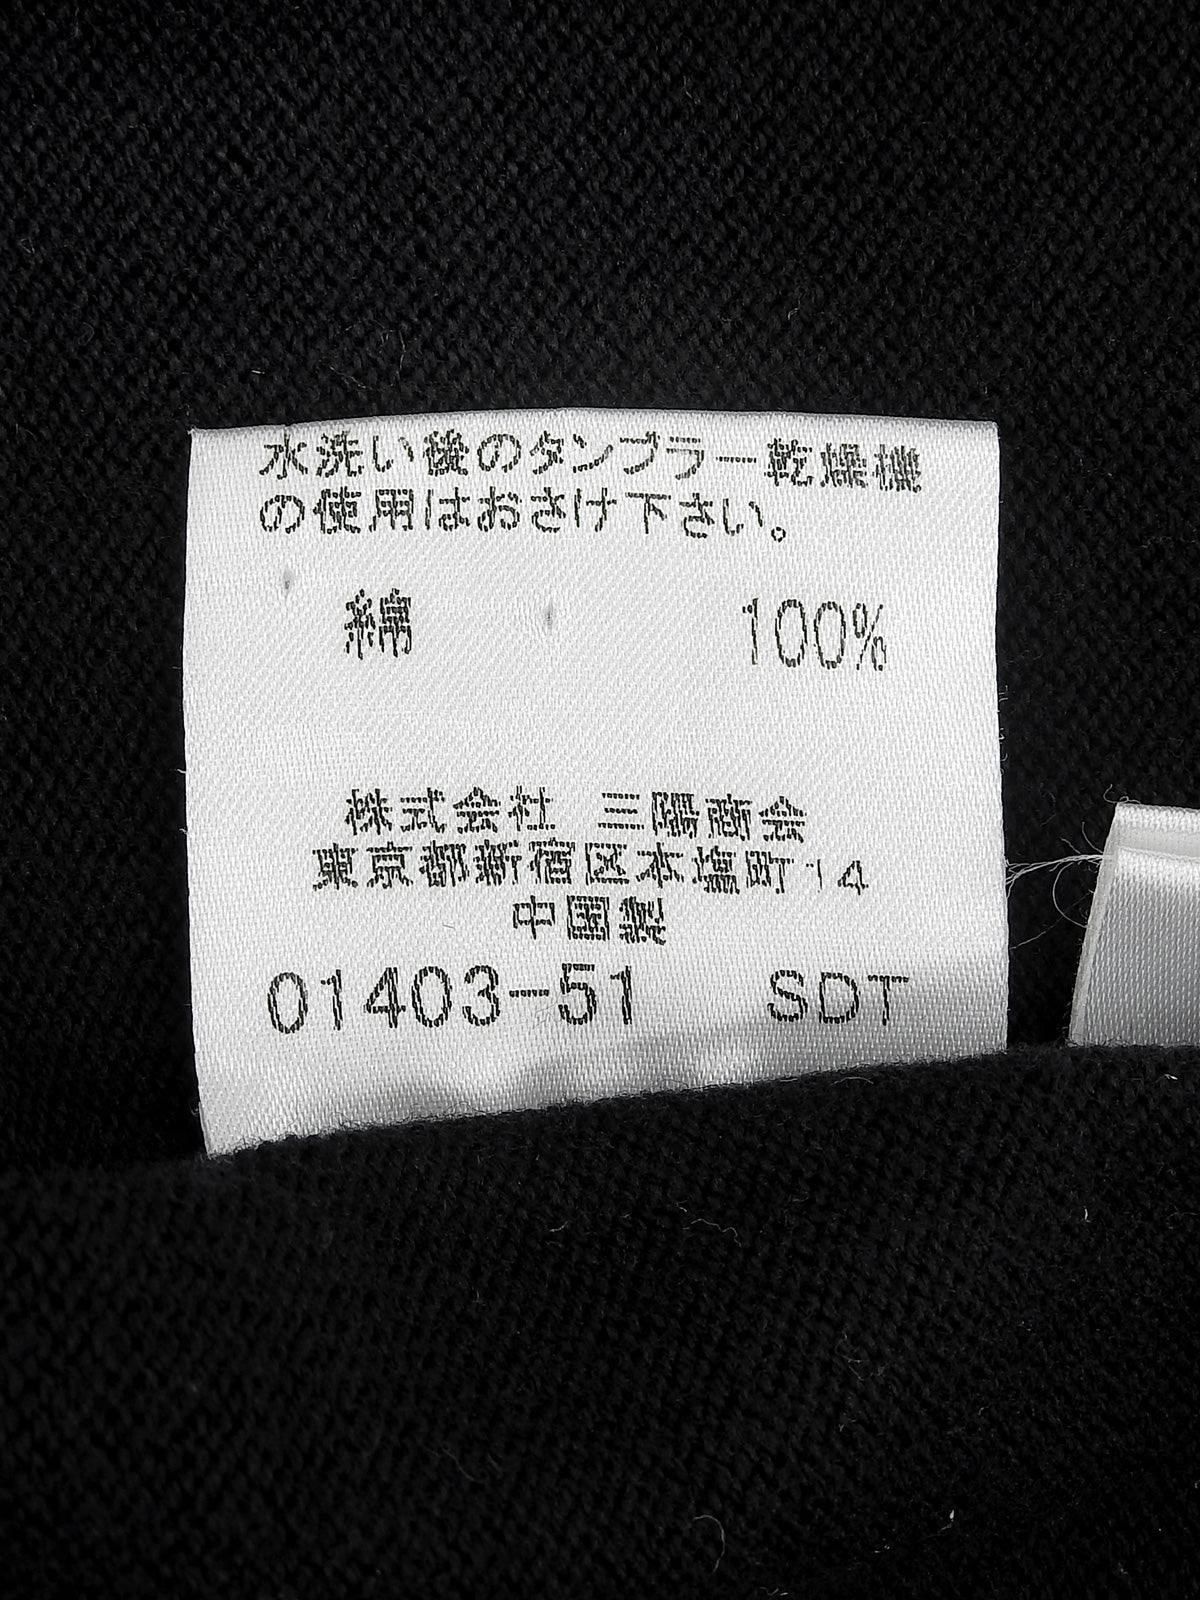 水洗い後のタンブラー乾燥機
の使用はおさけ下さい。
綿 100%
株式会社 三陽商会
東京都新宿区本塩町14
中国製
01403-51 SDT